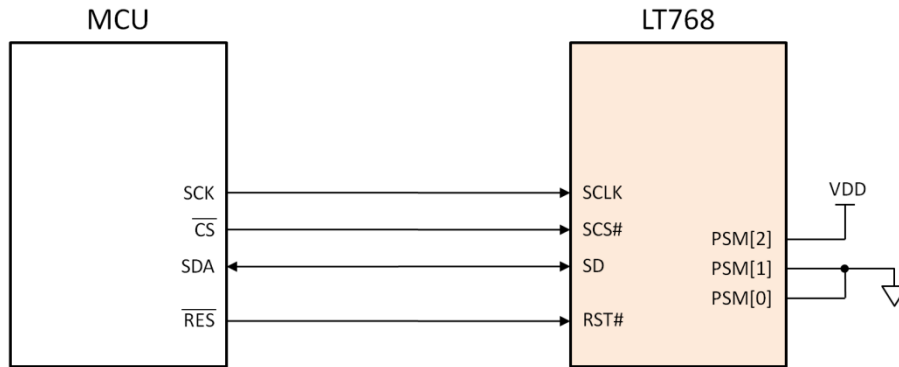 MCU
LT768
SCK
SCLK
VDD
CS
SCS#
PSM[2]
SDA
SD
PSM[1]
PSM[0]
RES
RST#